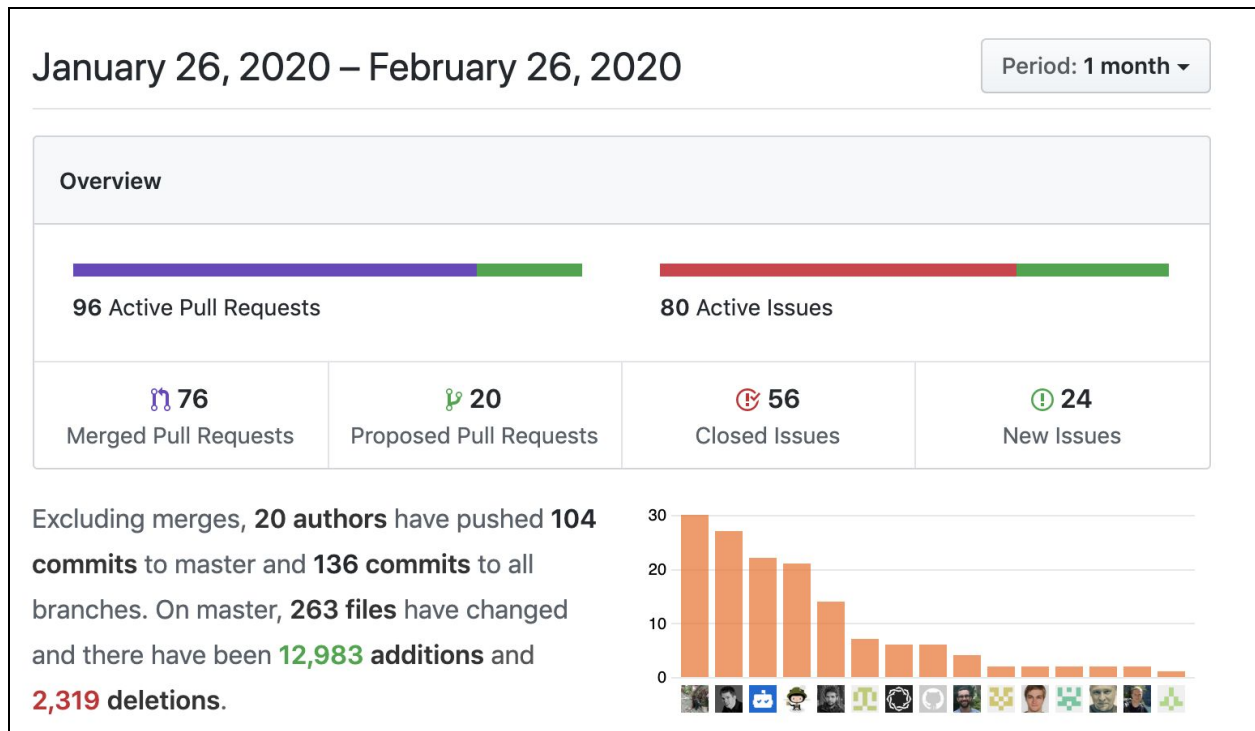 January 26, 2020 – February 26, 2020
Period: 1 month
Overview
96 Active Pull Requests
80 Active Issues
76
Merged Pull Requests
20
Proposed Pull Requests
56
Closed Issues
24
New Issues
Excluding merges, 20 authors have pushed 104
commits to master and 136 commits to all
branches. On master, 263 files have changed
and there have been 12,983 additions and
2,319 deletions.
30
20
10
0